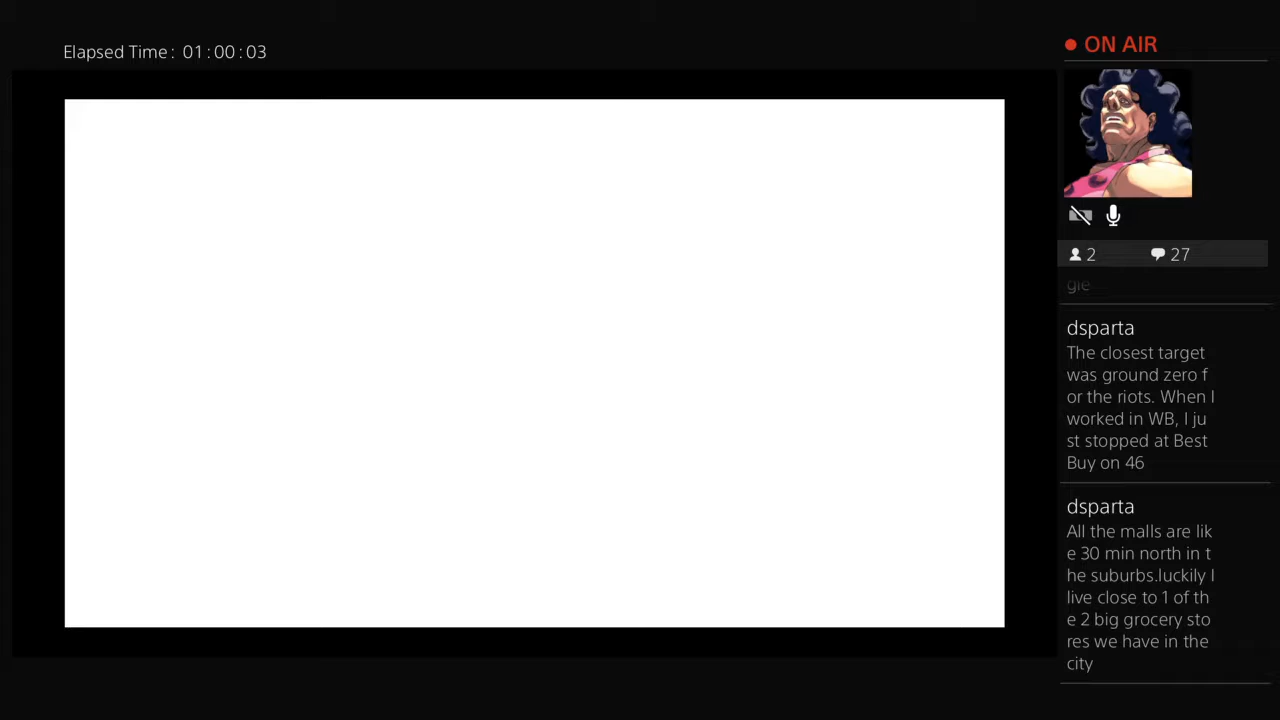 Elapsed Time: 01:00:03
ON AIR
2 27
gie
dsparta
The closest target
was ground zero f
or the riots. When I
worked in WB, I ju
st stopped at Best
Buy on 46
dsparta
All the malls are lik
e 30 min north in t
he suburbs.luckily I
live close to 1 of th
e 2 big grocery sto
res we have in the
city